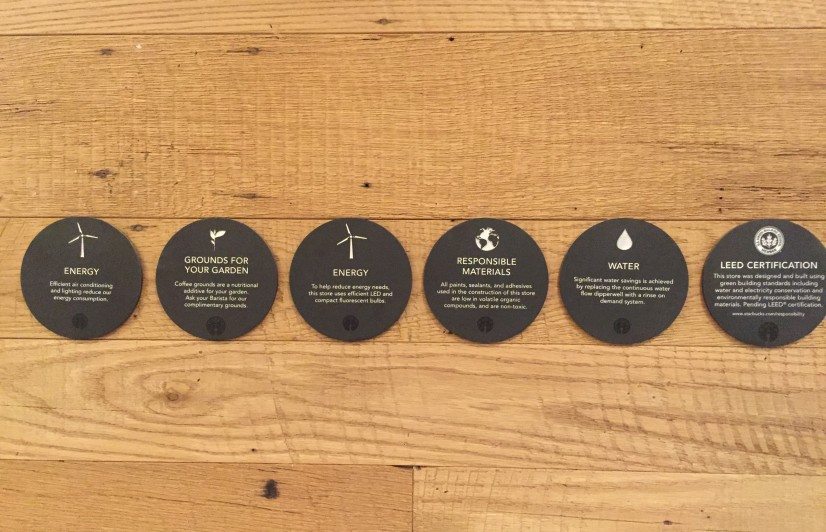 ENERGY
Efficient air conditioning
and lighting reduce our
energy consumption.
GROUNDS FOR
YOUR GARDEN
Coffee grounds are a nutritional
additive for your garden.
Ask your Barista for our
complimentary grounds.
ENERGY
To help reduce energy needs,
this store uses efficient LED and
compact fluorescent bulbs.
RESPONSIBLE
MATERIALS
All paints, sealants, and adhesives
used in the construction of this store
are low in volatile organic
compounds, and are non-toxic.
WATER
Significant water savings is achieved
by replacing the continuous water
flow dipperwell with a rinse on
demand system.
LEED CERTIFICATION
This store was designed and built using
green building standards including
water and electricity conservation and
environmentally responsible building
materials. Pending LEED® certification.
www.starbucks.com/responsibility